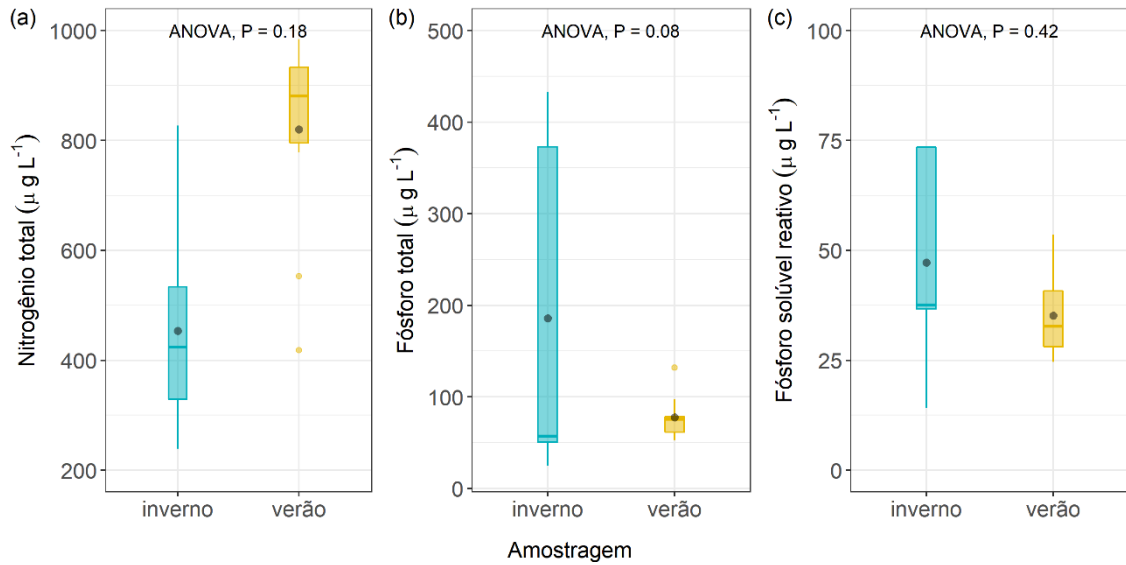 (a)
ANOVA, P = 0.18
Nitrogênio total (μ g L⁻¹)
1000
800
600
400
200
inverno
verão
(b)
ANOVA, P = 0.08
Fósforo total (μ g L⁻¹)
500
400
300
200
100
0
inverno
verão
(c)
ANOVA, P = 0.42
Fósforo solúvel reativo (μ g L⁻¹)
100
75
50
25
0
inverno
verão
Amostragem